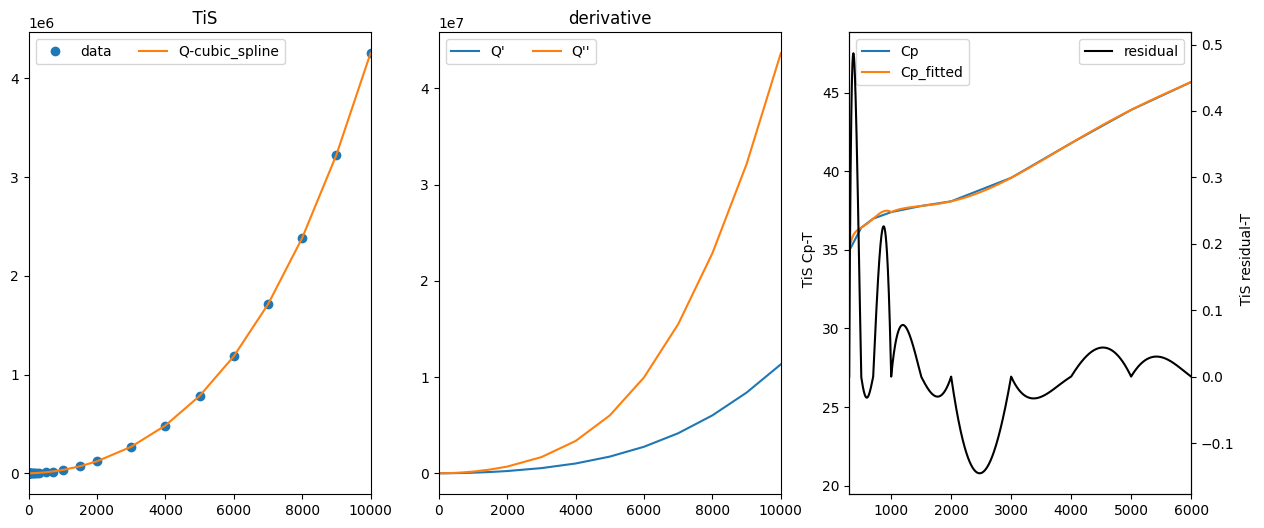 TiS
1e6
data
Q-cubic_spline
4
3
2
1
0
0 2000 4000 6000 8000 10000
derivative
1e7
Q'
Q''
4
3
2
1
0
0 2000 4000 6000 8000 10000
Cp
Cp_fitted
residual
TiS Cp-T
45
40
35
30
25
20
1000 2000 3000 4000 5000 6000
0.5
0.4
0.3
0.2
0.1
0.0
−0.1
TiS residual-T